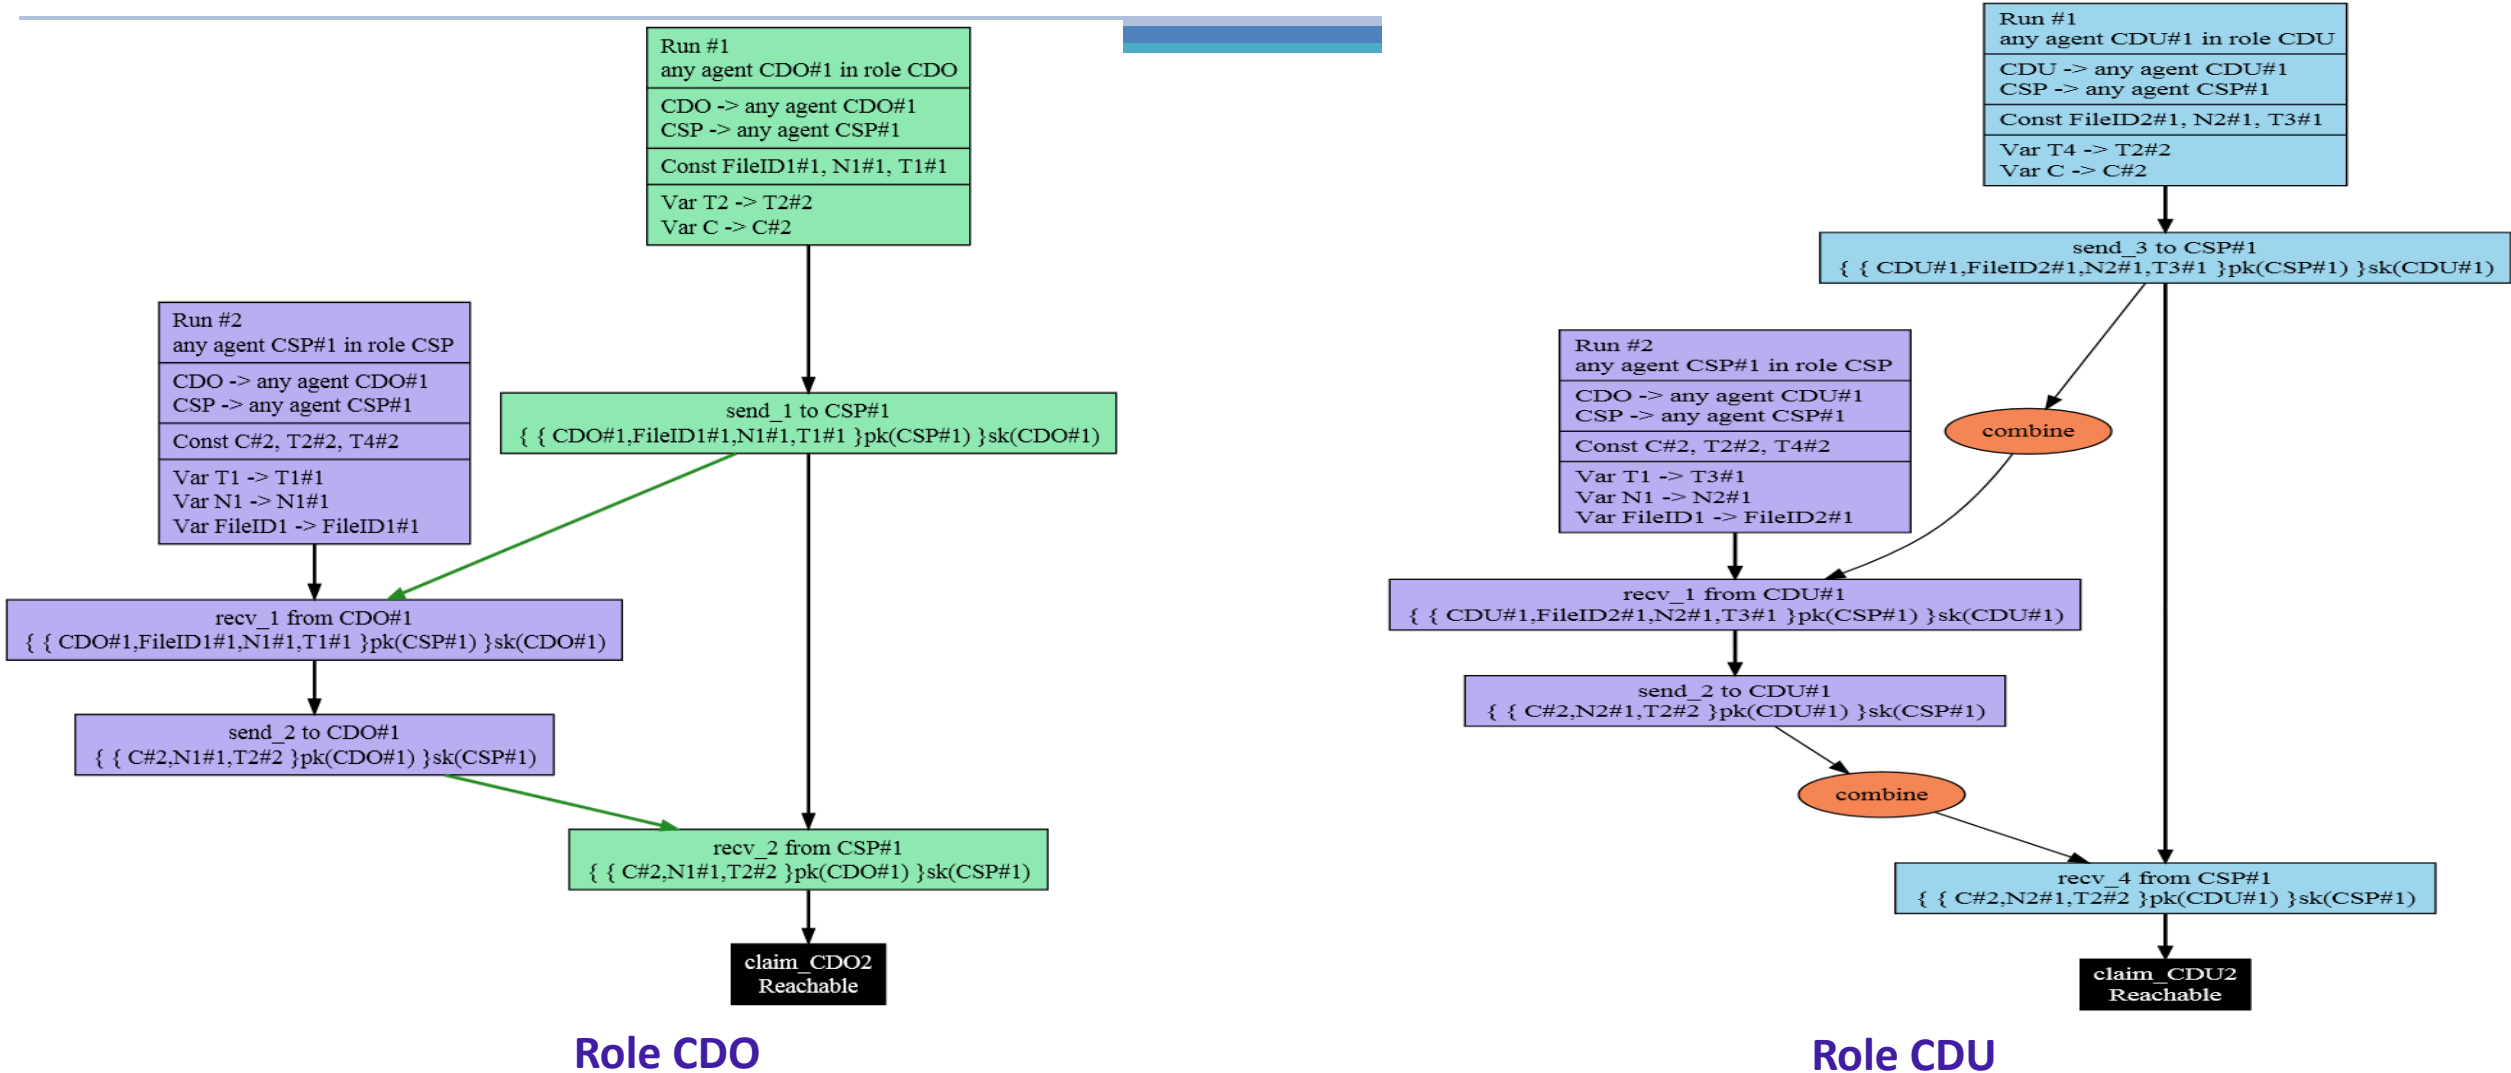 Run #1
any agent CDO#1 in role CDO
CDO -> any agent CDO#1
CSP -> any agent CSP#1
Const FileID1#1, N1#1, T1#1
Var T2 -> T2#2
Var C -> C#2
Run #2
any agent CSP#1 in role CSP
CDO -> any agent CDO#1
CSP -> any agent CSP#1
Const C#2, T2#2, T4#2
Var T1 -> T1#1
Var N1 -> N1#1
Var FileID1 -> FileID1#1
send_1 to CSP#1
{ { CDO#1,FileID1#1,N1#1,T1#1 }pk(CSP#1) }sk(CDO#1)
recv_1 from CDO#1
{ { CDO#1,FileID1#1,N1#1,T1#1 }pk(CSP#1) }sk(CDO#1)
send_2 to CDO#1
{ { C#2,N1#1,T2#2 }pk(CDO#1) }sk(CSP#1)
recv_2 from CSP#1
{ { C#2,N1#1,T2#2 }pk(CDO#1) }sk(CSP#1)
claim_CDO2
Reachable
Role CDO
Run #1
any agent CDU#1 in role CDU
CDU -> any agent CDU#1
CSP -> any agent CSP#1
Const FileID2#1, N2#1, T3#1
Var T4 -> T2#2
Var C -> C#2
send_3 to CSP#1
{ { CDU#1,FileID2#1,N2#1,T3#1 }pk(CSP#1) }sk(CDU#1)
Run #2
any agent CSP#1 in role CSP
CDO -> any agent CDU#1
CSP -> any agent CSP#1
Const C#2, T2#2, T4#2
Var T1 -> T3#1
Var N1 -> N2#1
Var FileID1 -> FileID2#1
combine
recv_1 from CDU#1
{ { CDU#1,FileID2#1,N2#1,T3#1 }pk(CSP#1) }sk(CDU#1)
send_2 to CDU#1
{ { C#2,N2#1,T2#2 }pk(CDU#1) }sk(CSP#1)
combine
recv_4 from CSP#1
{ { C#2,N2#1,T2#2 }pk(CDU#1) }sk(CSP#1)
claim_CDU2
Reachable
Role CDU